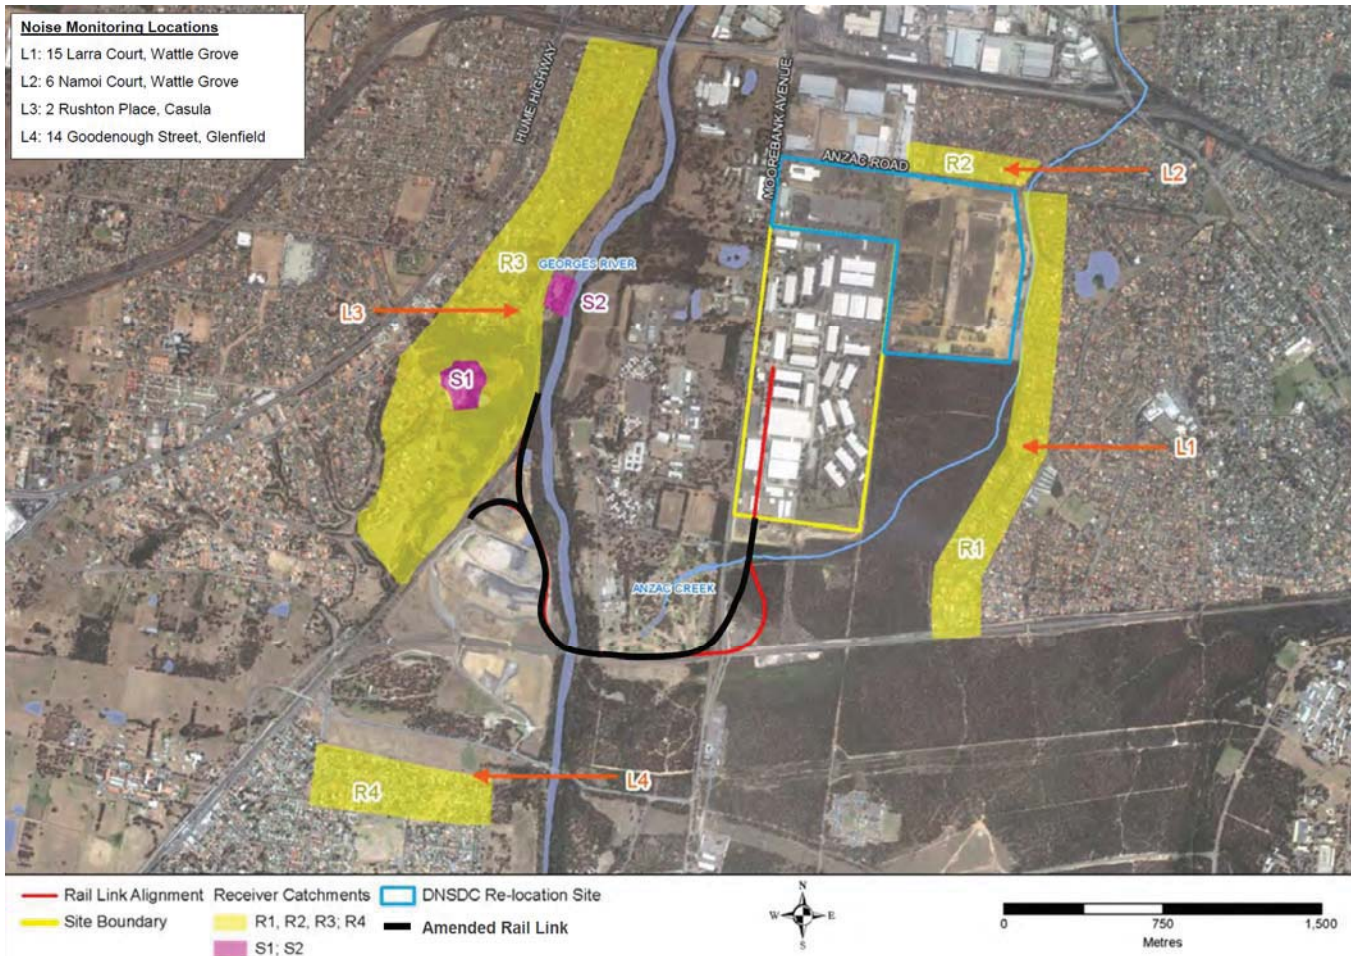 Noise Monitoring Locations
L1: 15 Larra Court, Wattle Grove
L2: 6 Namoi Court, Wattle Grove
L3: 2 Rushton Place, Casula
L4: 14 Goodenough Street, Glenfield
HUME HIGHWAY
MOOREBANK AVENUE
ANZAC ROAD
R2
L2
R3
GEORGES RIVER
S2
L3
S1
L1
R1
ANZAC CREEK
L4
R4
Rail Link Alignment
Site Boundary
Receiver Catchments
R1, R2, R3; R4
S1; S2
DNSDC Re-location Site
Amended Rail Link
N
W E
S
0 750 1,500
Metres